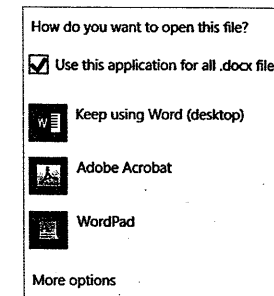 How do you want to open this file?
Use this application for all .docx file
Keep using Word (desktop)
Adobe Acrobat
WordPad
More options